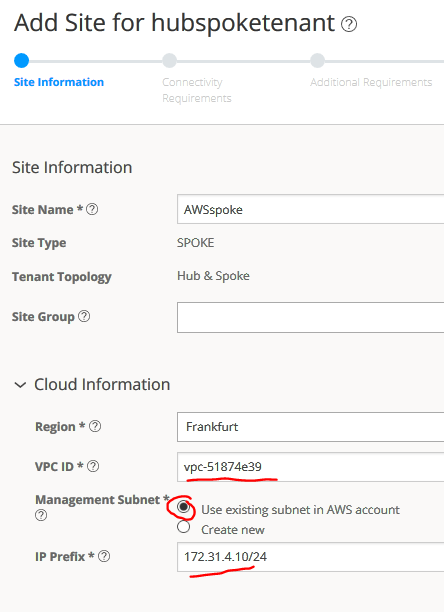 Add Site for hubspoketenant ?
Site Information
Connectivity Requirements
Additional Requirements
Site Information
Site Name * ? AWSspoke
Site Type SPOKE
Tenant Topology Hub & Spoke
Site Group ?
Cloud Information
Region * ? Frankfurt
VPC ID * ? vpc-51874e39
Management Subnet * ? Use existing subnet in AWS account
Create new
IP Prefix * ? 172.31.4.10/24